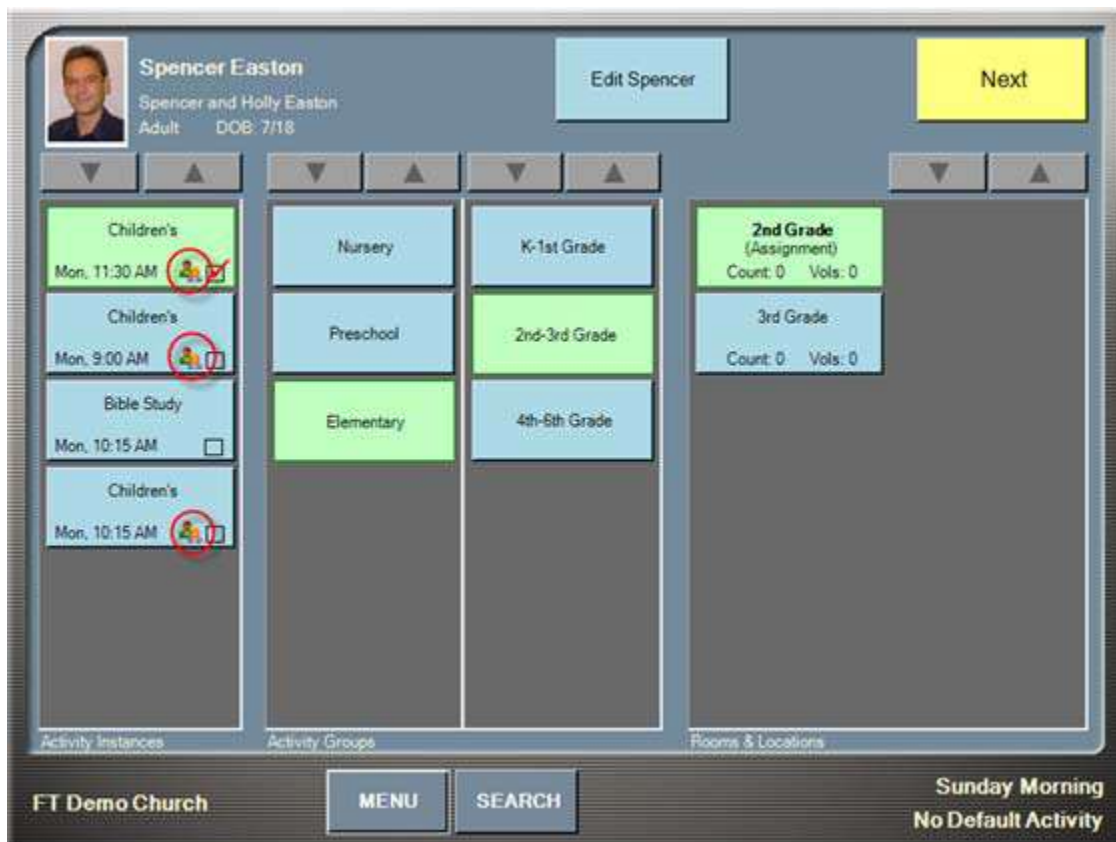 Spencer Easton
Spencer and Holly Easton
Adult DOB: 7/18
Edit Spencer
Next
Children's
Mon, 11:30 AM
Children's
Mon, 9:00 AM
Bible Study
Mon, 10:15 AM
Children's
Mon, 10:15 AM
Activity Instances
Nursery
Preschool
Elementary
K-1st Grade
2nd-3rd Grade
4th-6th Grade
Activity Groups
2nd Grade
(Assignment)
Count: 0 Vols: 0
3rd Grade
Count: 0 Vols: 0
Rooms & Locations
FT Demo Church
MENU
SEARCH
Sunday Morning
No Default Activity